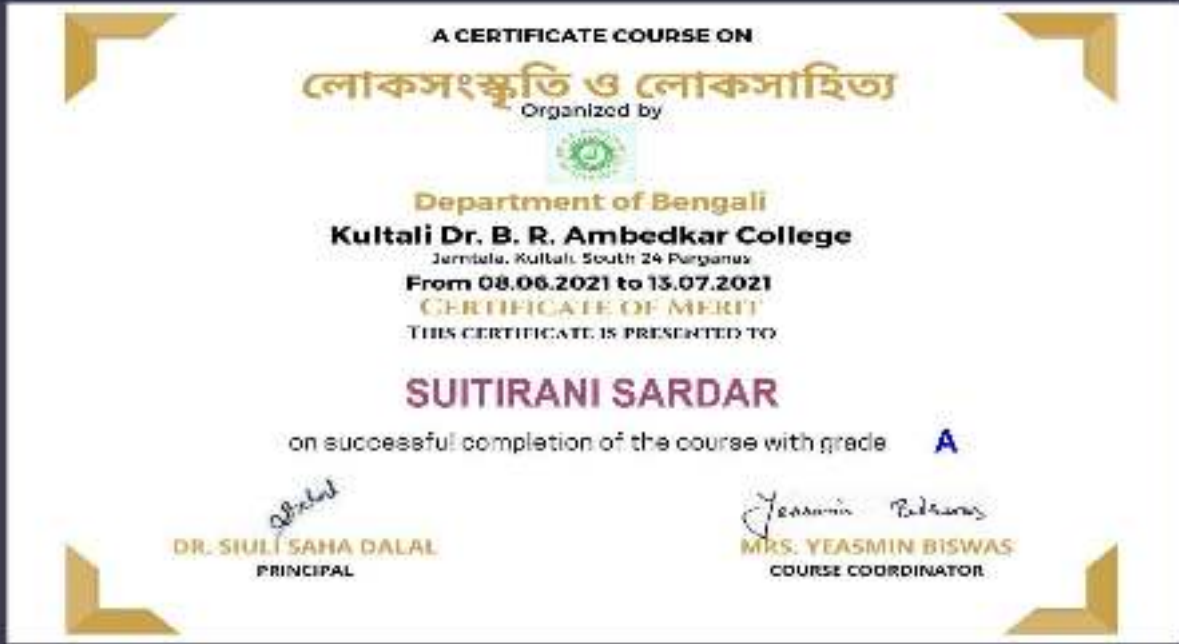 A CERTIFICATE COURSE ON
লোকসংস্কৃতি ও লোকসাহিত্য
Organized by
Department of Bengali
Kultali Dr. B. R. Ambedkar College
Jamtala, Kultali, South 24 Parganas
From 08.06.2021 to 13.07.2021
CERTIFICATE OF MERIT
THIS CERTIFICATE IS PRESENTED TO
SUITIRANI SARDAR
on successful completion of the course with grade A
Yeasmin Biswas
DR. SIULI SAHA DALAL
MRS. YEASMIN BISWAS
PRINCIPAL
COURSE COORDINATOR